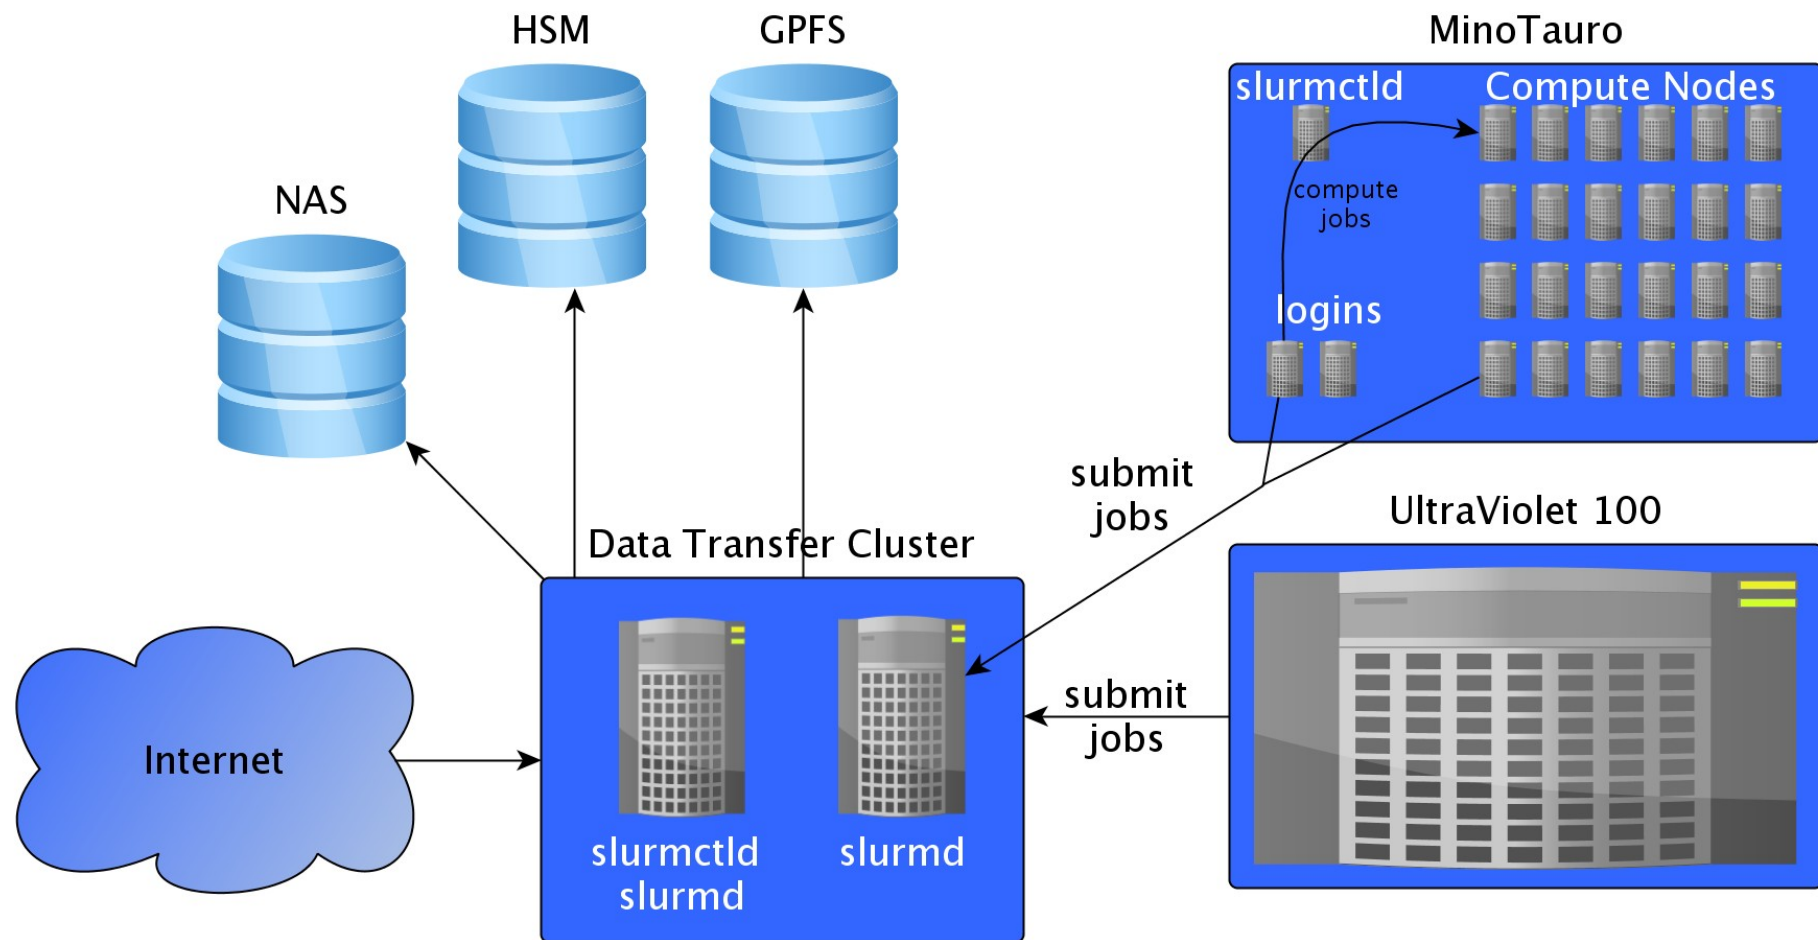 HSM
GPFS
MinoTauro
slurmctld
Compute Nodes
NAS
compute
jobs
logins
submit
jobs
UltraViolet 100
Data Transfer Cluster
submit
jobs
Internet
slurmctld
slurmd
slurmd